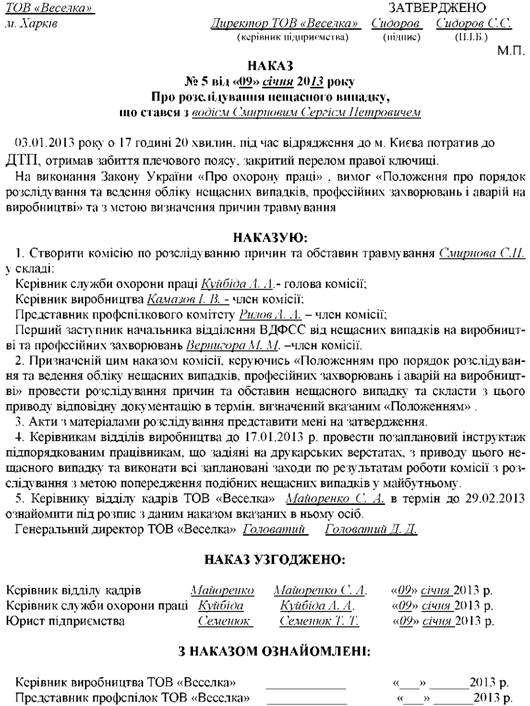 ТОВ «Веселка» ЗАТВЕРДЖЕНО
м. Харків Директор ТОВ «Веселка» Сидоров Сидоров С.С.
(керівник підприємства) (підпис) (П.І.Б.)
М.П.
НАКАЗ
№ 5 від «09» січня 2013 року
Про розслідування нещасного випадку,
що стався з водієм Смирновим Сергієм Петровичем
03.01.2013 року о 17 годині 20 хвилин, під час відрядження до м. Києва потратив до
ДТП, отримав забиття плечового поясу, закритий перелом правої ключиці.
На виконання Закону України «Про охорону праці» , вимог «Положення про порядок
розслідування та ведення обліку нещасних випадків, професійних захворювань і аварій на
виробництві» та з метою визначення причин травмування
НАКАЗУЮ:
1. Створити комісію по розслідуванню причин та обставин травмування Смирнова С.П.
у складі:
Керівник служби охорони праці Куйбіда А. А.- голова комісії;
Керівник виробництва Камазов І. В. - член комісії;
Представник профспілкового комітету Рилов А. А. – член комісії;
Перший заступник начальника відділення ВДФСС від нещасних випадків на виробницт-
ві та професійних захворювань Вернигора М. М. –член комісії.
2. Призначеній цим наказом комісії, керуючись «Положенням про порядок розслідуван-
ня та ведення обліку нещасних випадків, професійних захворювань і аварій на виробницт-
ві» провести розслідування причин та обставин нещасного випадку та скласти з цього
приводу відповідну документацію в термін, визначений вказаним «Положенням» .
3. Акти з матеріалами розслідування представити мені на затвердження.
4. Керівникам відділів виробництва до 17.01.2013 р. провести позаплановий інструктаж
підпорядкованим працівникам, що задіяні на друкарських верстатах, з приводу цього не-
щасного випадку та виконати всі заплановані заходи по результатам роботи комісії з роз-
слідування з метою попередження подібних нещасних випадків у майбутньому.
5. Керівнику відділу кадрів ТОВ «Веселка» Майоренко С. А. в термін до 29.02.2013
ознайомити під розпис з даним наказом вказаних в ньому осіб.
Генеральний директор ТОВ «Веселка» Головатий Головатий Д. Д.
НАКАЗ УЗГОДЖЕНО:
Керівник відділу кадрів Майоренко Майоренко С. А. «09» січня 2013 р.
Керівник служби охорони праці Куйбіда Куйбіда А. А. «09» січня 2013 р.
Юрист підприємства Семенюк Семенюк Т. Т. «09» січня 2013 р.
З НАКАЗОМ ОЗНАЙОМЛЕНІ:
Керівник виробництва ТОВ «Веселка» ____________ «___» ______2013 р.
Представник профспілок ТОВ «Веселка» ____________ «___» ______2013 р.